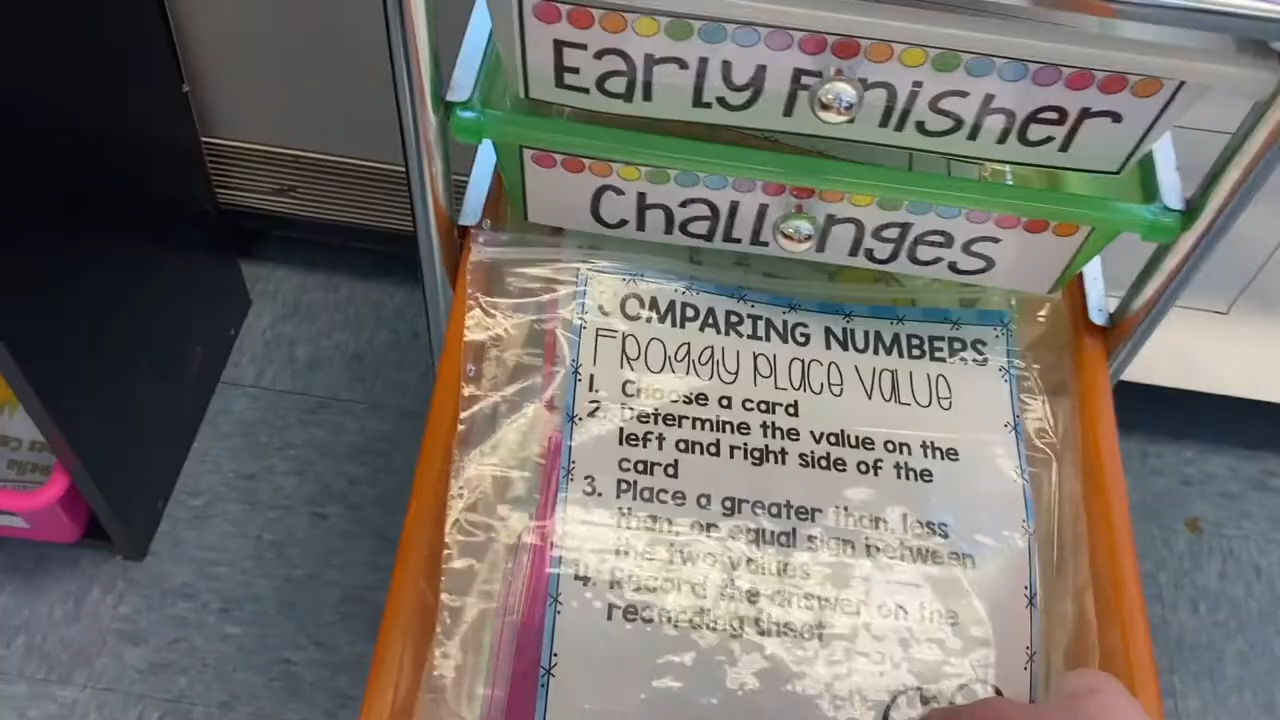 Early Finisher
Challenges
COMPARING NUMBERS
FROGGY PLACE VALUE
1. Choose a card
2. Determine the value on the
left and right side of the
card
3. Place a greater than, less
than, or equal sign between
the two values
4. Record the answer on the
recording sheet